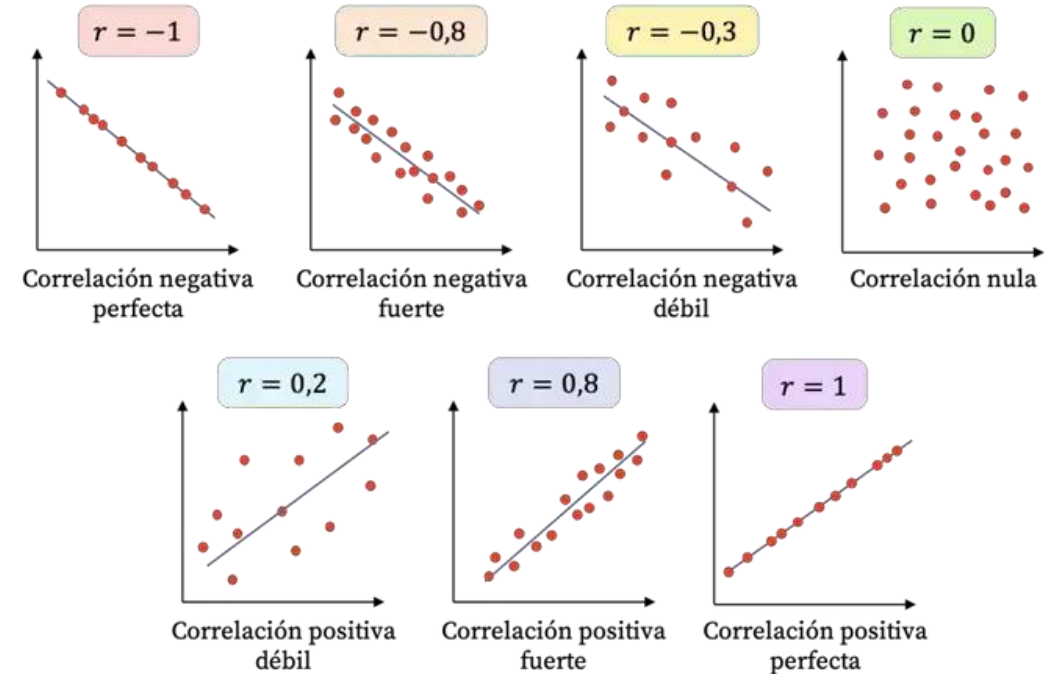 r = −1
r = −0,8
r = −0,3
r = 0
Correlación negativa
perfecta
Correlación negativa
fuerte
Correlación negativa
débil
Correlación nula
r = 0,2
r = 0,8
r = 1
Correlación positiva
débil
Correlación positiva
fuerte
Correlación positiva
perfecta